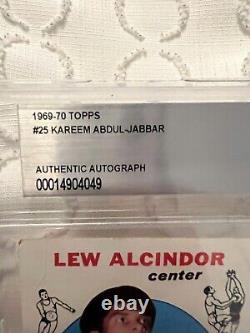 1969-70 TOPPS
#25 KAREEM ABDUL-JABBAR
AUTHENTIC AUTOGRAPH
00014904049
LEW ALCINDOR
center